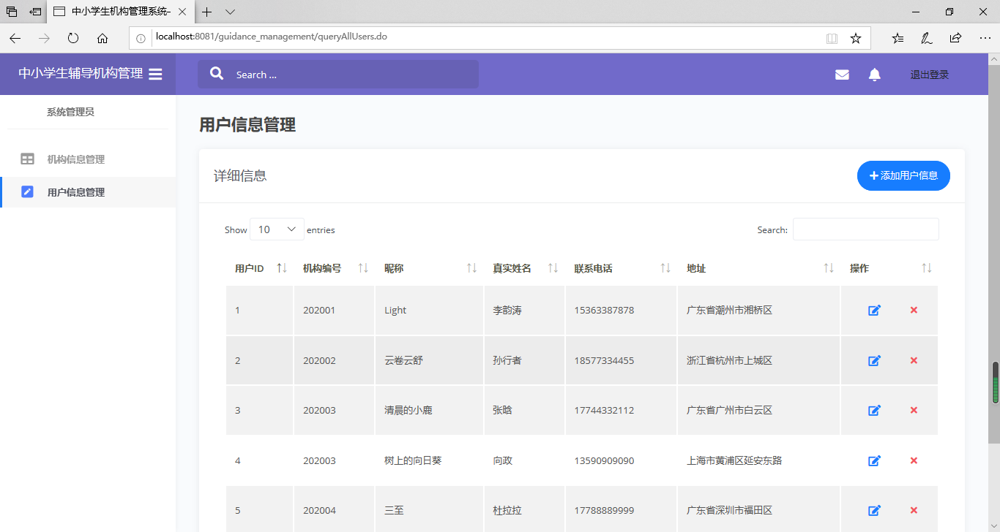 中小学生机构管理系统-
localhost:8081/guidance_management/queryAllUsers.do
中小学生辅导机构管理
Search ...
退出登录
系统管理员
机构信息管理
用户信息管理
用户信息管理
详细信息
添加用户信息
Show 10 entries
Search:
用户ID 机构编号 昵称 真实姓名 联系电话 地址 操作
1 202001 Light 李韵涛 15363387878 广东省潮州市湘桥区
2 202002 云卷云舒 孙行者 18577334455 浙江省杭州市上城区
3 202003 清晨的小鹿 张晗 17744332112 广东省广州市白云区
4 202003 树上的向日葵 向政 13590909090 上海市黄浦区延安东路
5 202004 三至 杜拉拉 17788889999 广东省深圳市福田区